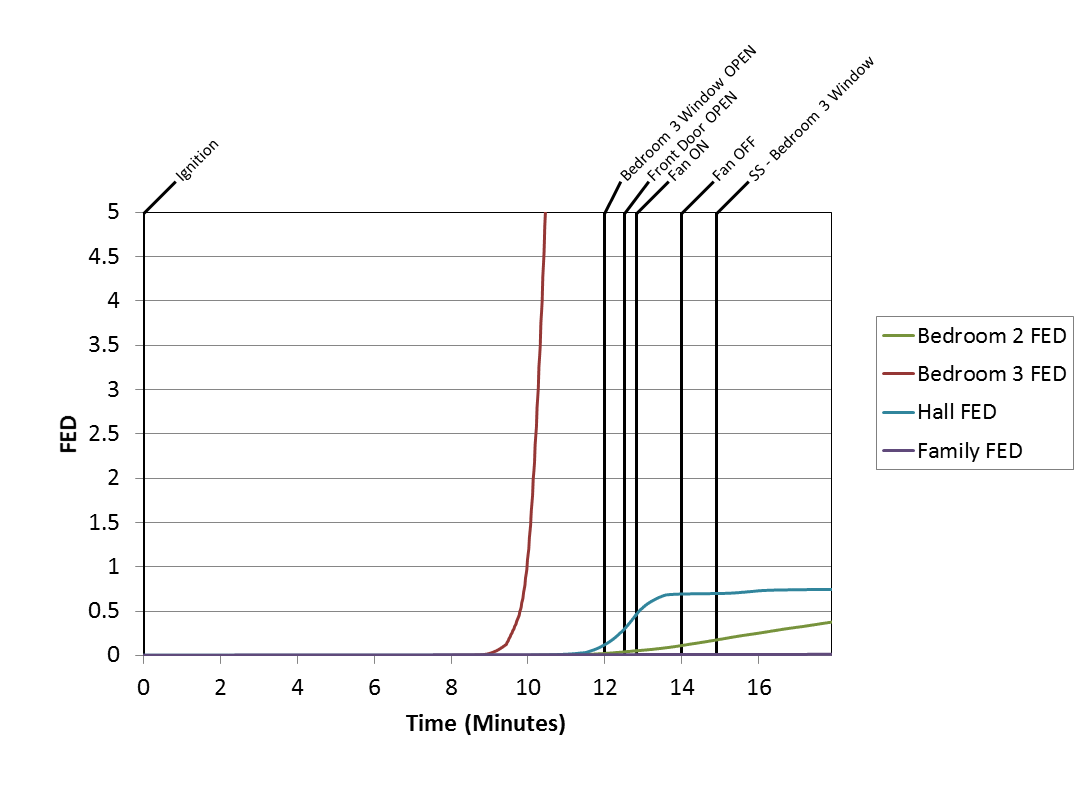 Ignition
Bedroom 3 Window OPEN
Front Door OPEN
Fan ON
Fan OFF
SS - Bedroom 3 Window
5
4.5
4
3.5
3
2.5
2
1.5
1
0.5
0
FED
0 2 4 6 8 10 12 14 16
Time (Minutes)
Bedroom 2 FED
Bedroom 3 FED
Hall FED
Family FED